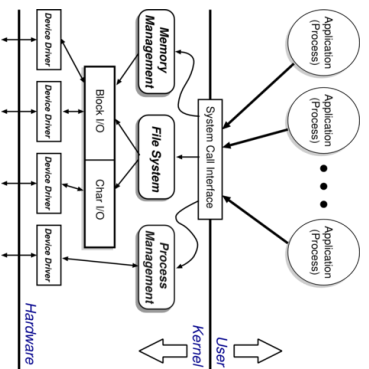 Application
(Process)
Application
(Process)
Application
(Process)
System Call Interface
User
Kernel
Memory
Management
File System
Process
Management
Block I/O
Char I/O
Device Driver
Device Driver
Device Driver
Device Driver
Hardware